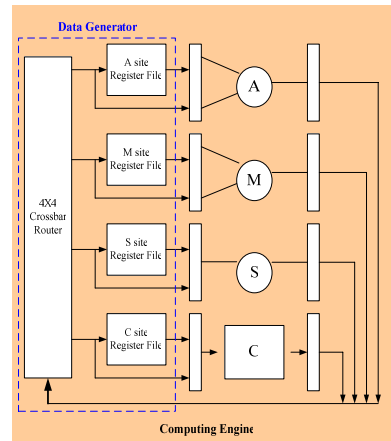 Data Generator
A site
Register File
A
M site
Register File
M
4X4
Crossbar
Router
S site
Register File
S
C site
Register File
C
Computing Engine